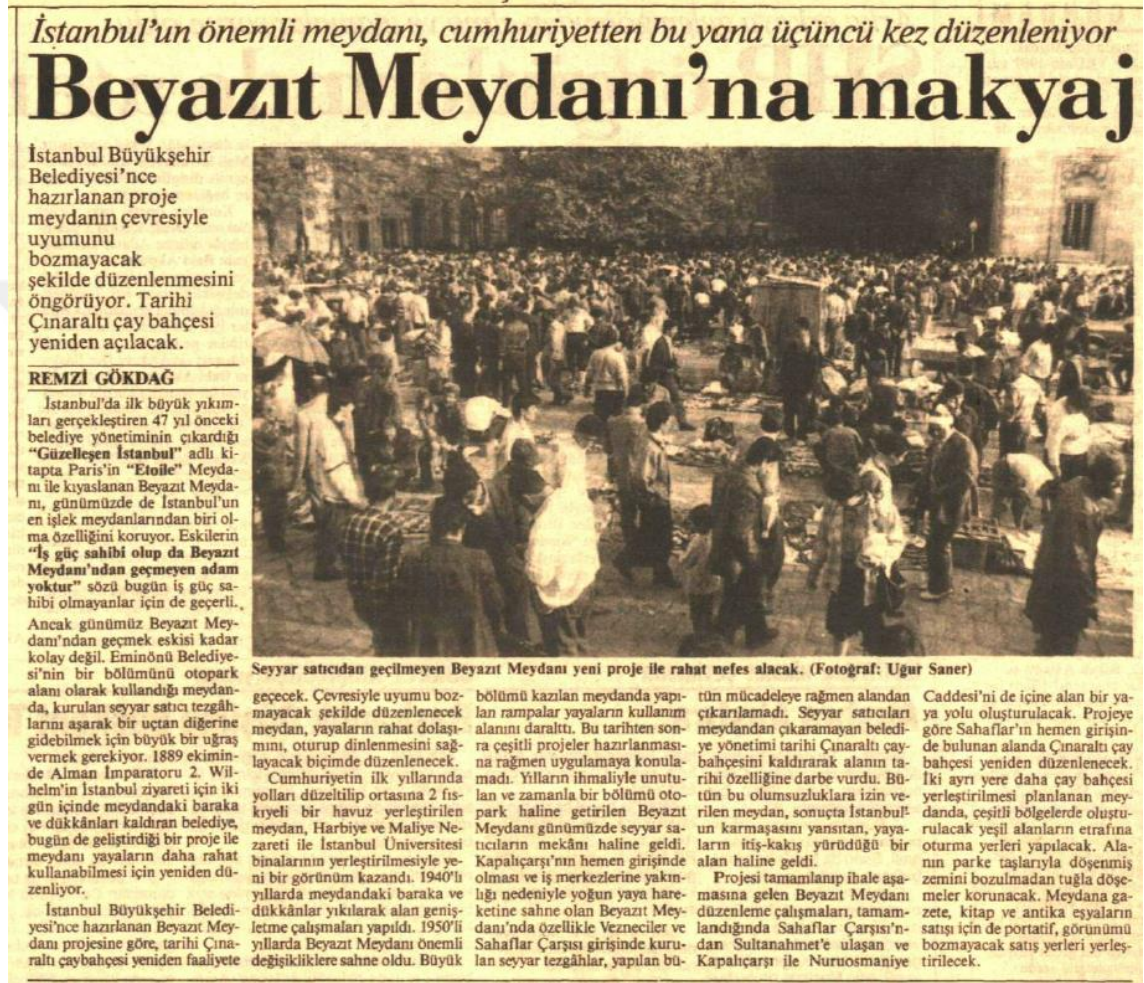 İstanbul'un önemli meydanı, cumhuriyetten bu yana üçüncü kez düzenleniyor
Beyazıt Meydanı'na makyaj
İstanbul Büyükşehir
Belediyesi'nce
hazırlanan proje
meydanın çevresiyle
uyumunu
bozmayacak
şekilde düzenlenmesini
öngörüyor. Tarihi
Çınaraltı çay bahçesi
yeniden açılacak.
REMZİ GÖKDAĞ
İstanbul'da ilk büyük yıkım-
ları gerçekleştiren 47 yıl önceki
belediye yönetiminin çıkardığı
"Güzelleşen İstanbul" adlı ki-
tapta Paris'in "Etoile" Meyda-
nı ile kıyaslanan Beyazıt Meyda-
nı, günümüzde de İstanbul'un
en işlek meydanlarından biri ol-
ma özelliğini koruyor. Eskilerin
"İş güç sahibi olup da Beyazıt
Meydanı'ndan geçmeyen adam
yoktur" sözü bugün iş güç sa-
hibi olmayanlar için de geçerli.
Ancak günümüz Beyazıt Mey-
danı'ndan geçmek eskisi kadar
kolay değil. Eminönü Belediye-
si'nin bir bölümünü otopark
alanı olarak kullandığı meydan-
da, kurulan seyyar satıcı tezgâh-
larını aşarak bir uçtan diğerine
gidebilmek için büyük bir uğraş
vermek gerekiyor. 1889 ekimin-
de Alman İmparatoru 2. Wil-
helm'in İstanbul ziyareti için iki
gün içinde meydandaki baraka
ve dükkânları kaldıran belediye,
bugün de geliştirdiği bir proje ile
meydanı yayaların daha rahat
kullanabilmesi için yeniden dü-
zenliyor.
İstanbul Büyükşehir Beledi-
yesi'nce hazırlanan Beyazıt Mey-
danı projesine göre, tarihi Çına-
raltı çaybahçesi yeniden faaliyete
Seyyar satıcıdan geçilmeyen Beyazıt Meydanı yeni proje ile rahat nefes alacak. (Fotoğraf: Uğur Saner)
geçecek. Çevresiyle uyumu boz-
mayacak şekilde düzenlenecek
meydan, yayaların rahat dolaşı-
mını, oturup dinlenmesini sağ-
layacak biçimde düzenlenecek.
Cumhuriyetin ilk yıllarında
yolları düzeltilip ortasına 2 fıs-
kıyeli bir havuz yerleştirilen
meydan, Harbiye ve Maliye Ne-
zareti ile İstanbul Üniversitesi
binalarının yerleştirilmesiyle ye-
ni bir görünüm kazandı. 1940'lı
yıllarda meydandaki baraka ve
dükkânlar yıkılarak alan geniş-
letme çalışmaları yapıldı. 1950'li
yıllarda Beyazıt Meydanı önemli
değişikliklere sahne oldu. Büyük
bölümü kazılan meydanda yapı-
lan rampalar yayaların kullanım
alanını daralttı. Bu tarihten son-
ra çeşitli projeler hazırlanması-
na rağmen uygulamaya konula-
madı. Yılların ihmaliyle unutu-
lan ve zamanla bir bölümü oto-
park haline getirilen Beyazıt
Meydanı günümüzde seyyar sa-
tıcıların mekânı haline geldi.
Kapalıçarşı'nın hemen girişinde
olması ve iş merkezlerine yakın-
lığı nedeniyle yoğun yaya hare-
ketine sahne olan Beyazıt Mey-
danı'nda özellikle Vezneciler ve
Sahaflar Çarşısı girişinde kuru-
lan seyyar tezgâhlar, yapılan bü-
tün mücadeleye rağmen alandan
çıkarılamadı. Seyyar satıcıları
meydandan çıkaramayan beledi-
ye yönetimi tarihi Çınaraltı çay-
bahçesini kaldırarak alanın ta-
rihi özelliğine darbe vurdu. Bü-
tün bu olumsuzluklara izin ve-
rilen meydan, sonuçta İstanbul'-
un karmaşasını yansıtan, yaya-
ların itiş-kakış yürüdüğü bir
alan haline geldi.
Projesi tamamlanıp ihale aşa-
masına gelen Beyazıt Meydanı
düzenleme çalışmaları, tamam-
landığında Sahaflar Çarşısı'n-
dan Sultanahmet'e ulaşan ve
Kapalıçarşı ile Nuruosmaniye
Caddesi'ni de içine alan bir ya-
ya yolu oluşturulacak. Projeye
göre Sahaflar'ın hemen girişin-
de bulunan alanda Çınaraltı çay
bahçesi yeniden düzenlenecek.
İki ayrı yere daha çay bahçesi
yerleştirilmesi planlanan mey-
danda, çeşitli bölgelerde oluştu-
rulacak yeşil alanların etrafına
oturma yerleri yapılacak. Ala-
nın parke taşlarıyla döşenmiş
zemini bozulmadan tuğla döşe-
meler korunacak. Meydana ga-
zete, kitap ve antika eşyaların
satışı için de portatif, görünümü
bozmayacak satış yerleri yerleş-
tirilecek.